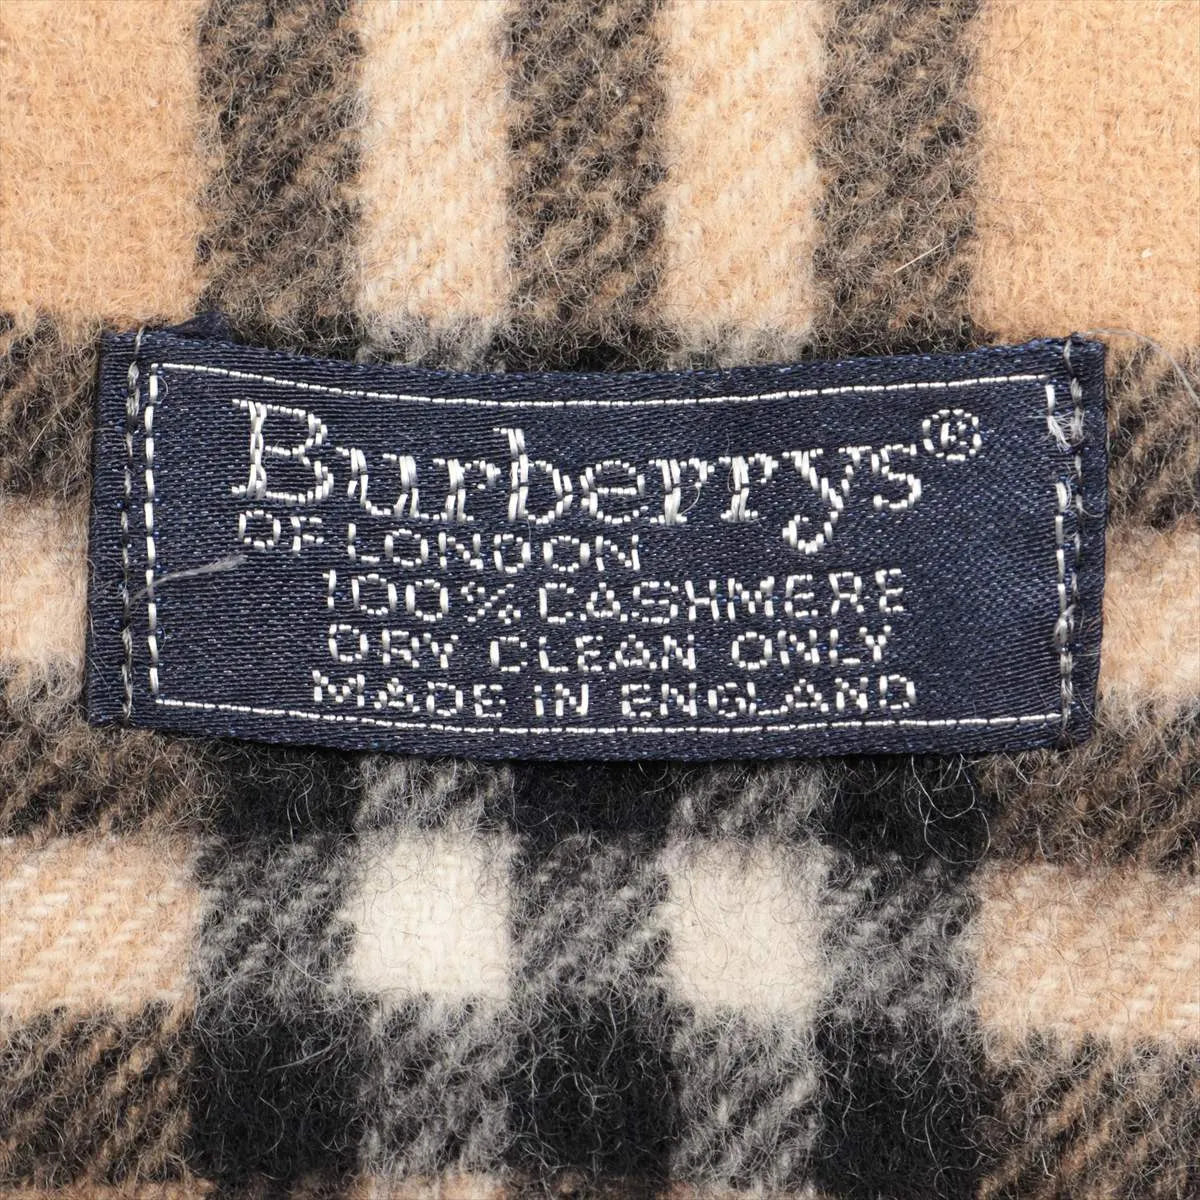 Burberrys®
OF LONDON
100% CASHMERE
DRY CLEAN ONLY
MADE iN ENGLAND